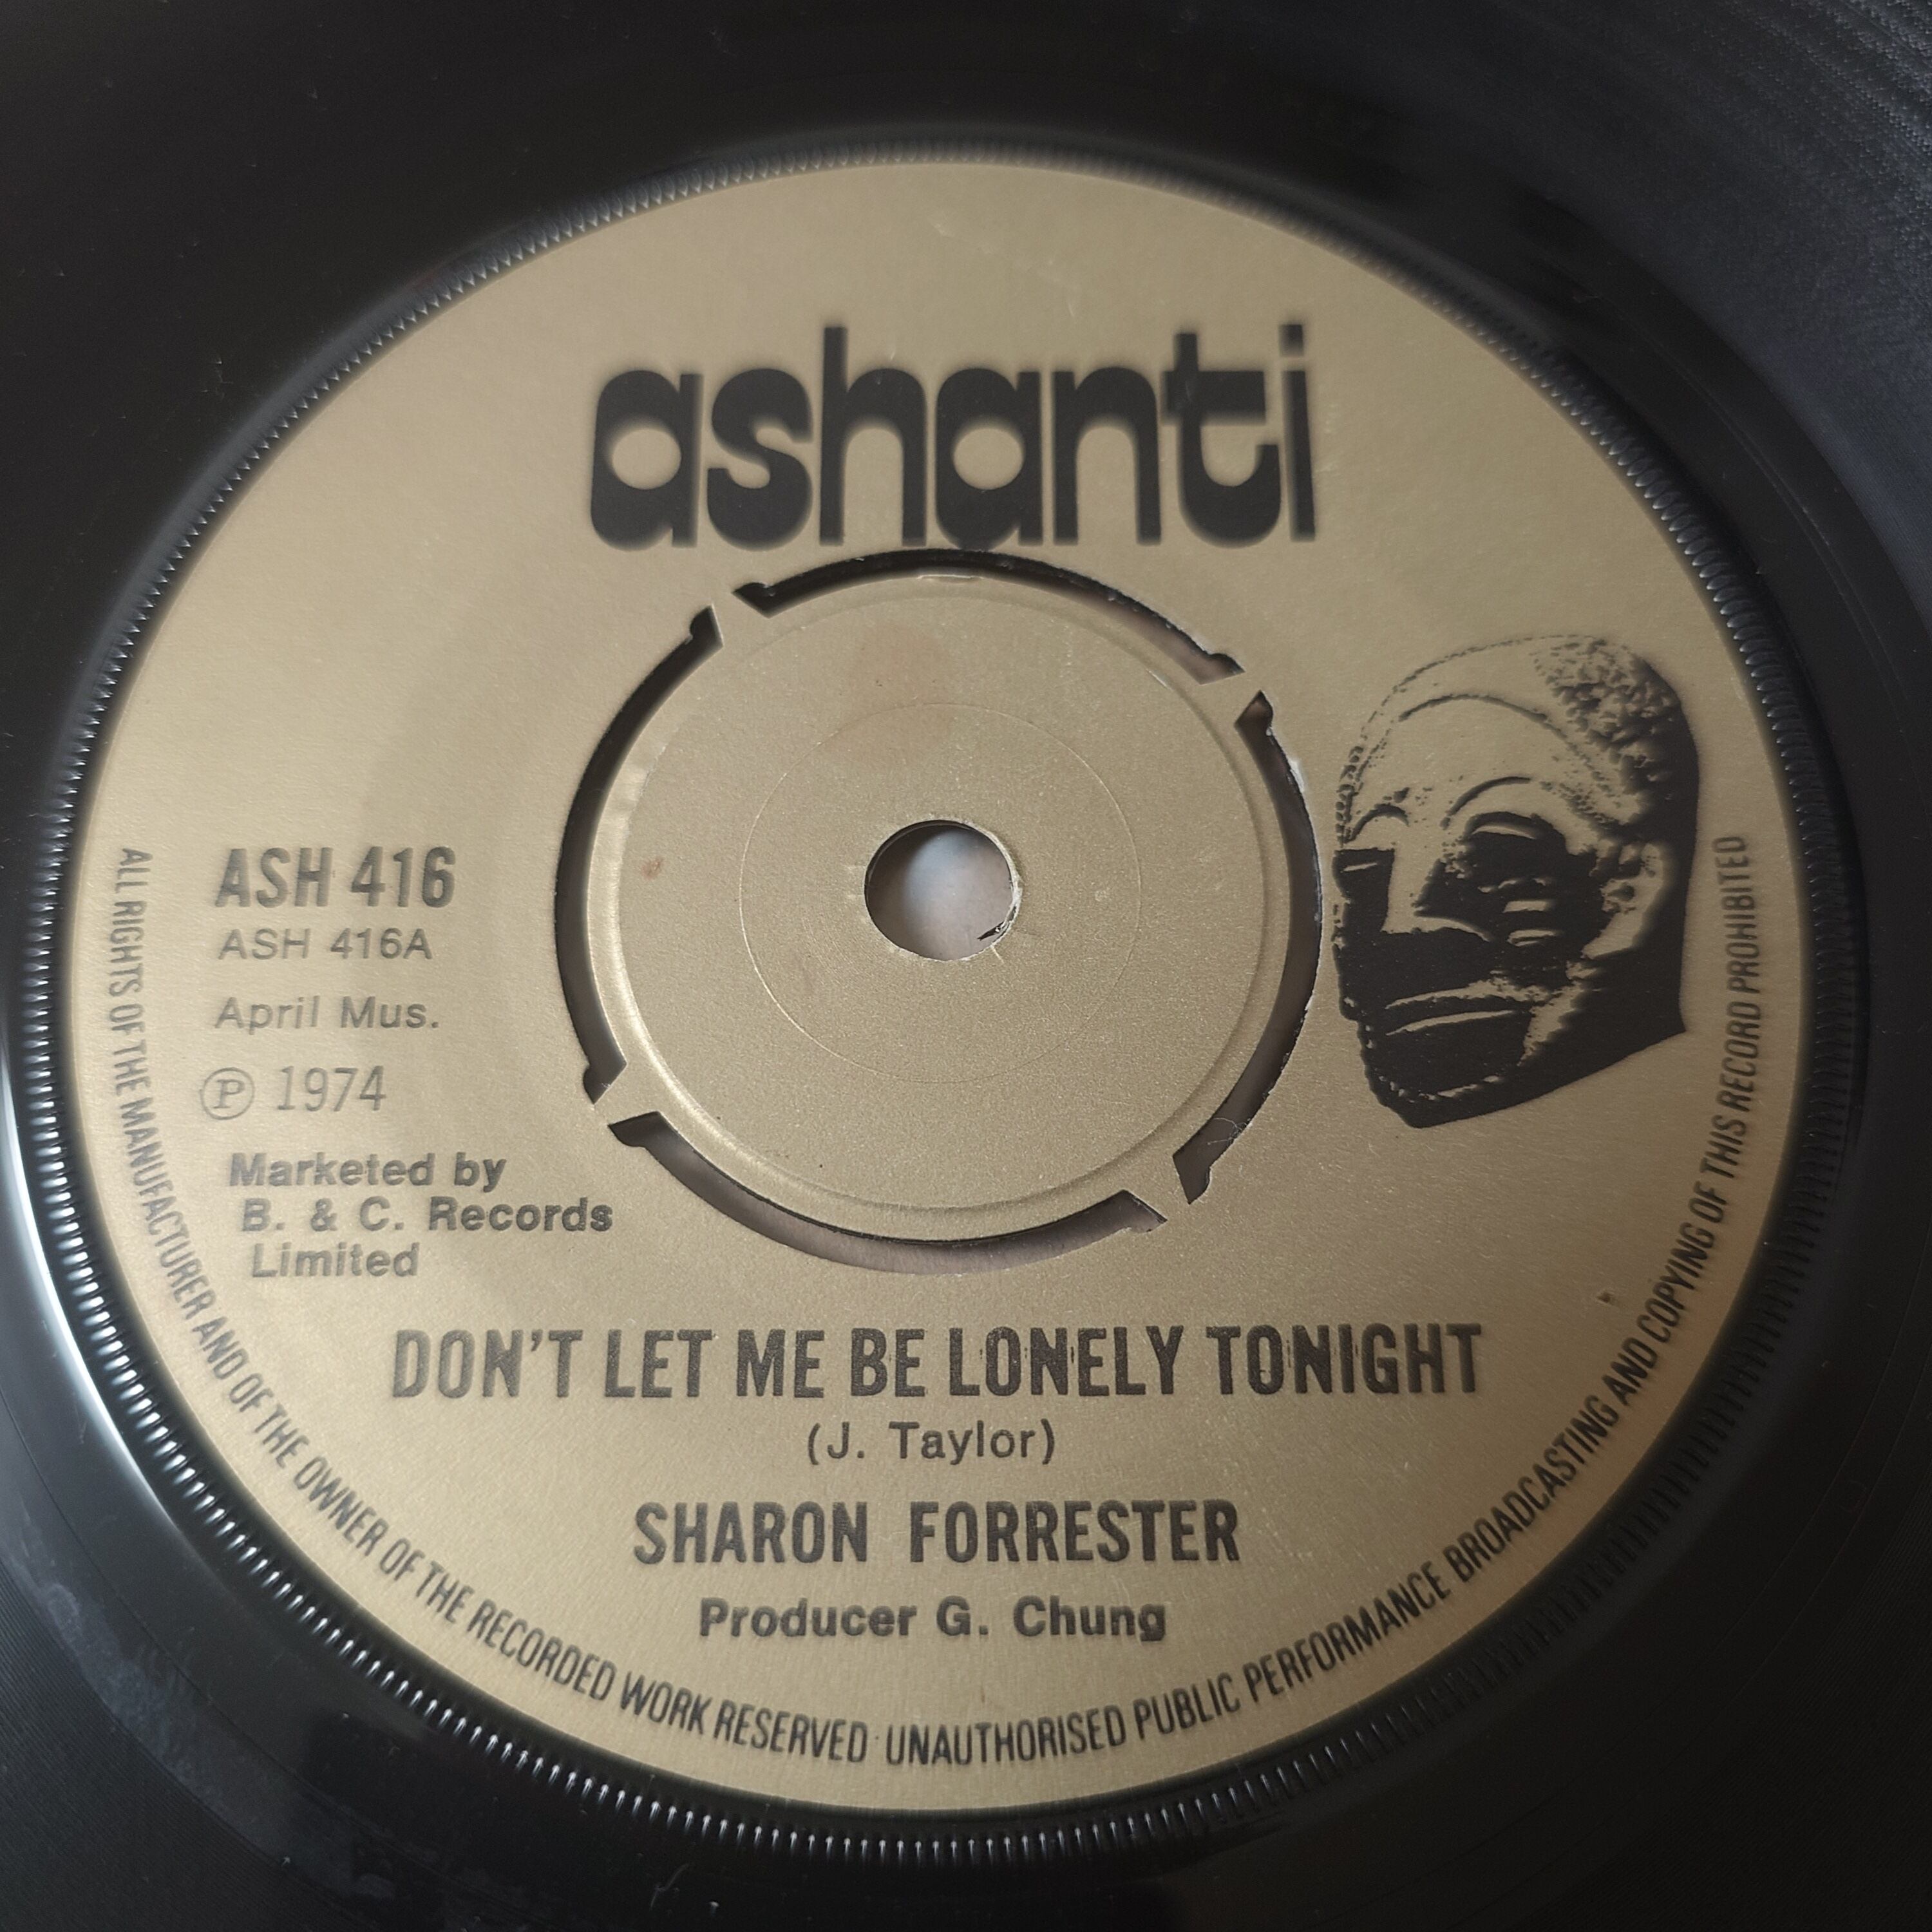 ashanti
ASH 416
ASH 416A
April Mus.
Ⓟ 1974
Marketed by
B. & C. Records
Limited
DON'T LET ME BE LONELY TONIGHT
(J. Taylor)
SHARON FORRESTER
Producer G. Chung
ALL RIGHTS OF THE MANUFACTURER AND OF THE OWNER OF THE RECORDED WORK RESERVED UNAUTHORISED PUBLIC PERFORMANCE BROADCASTING AND COPYING OF THIS RECORD PROHIBITED